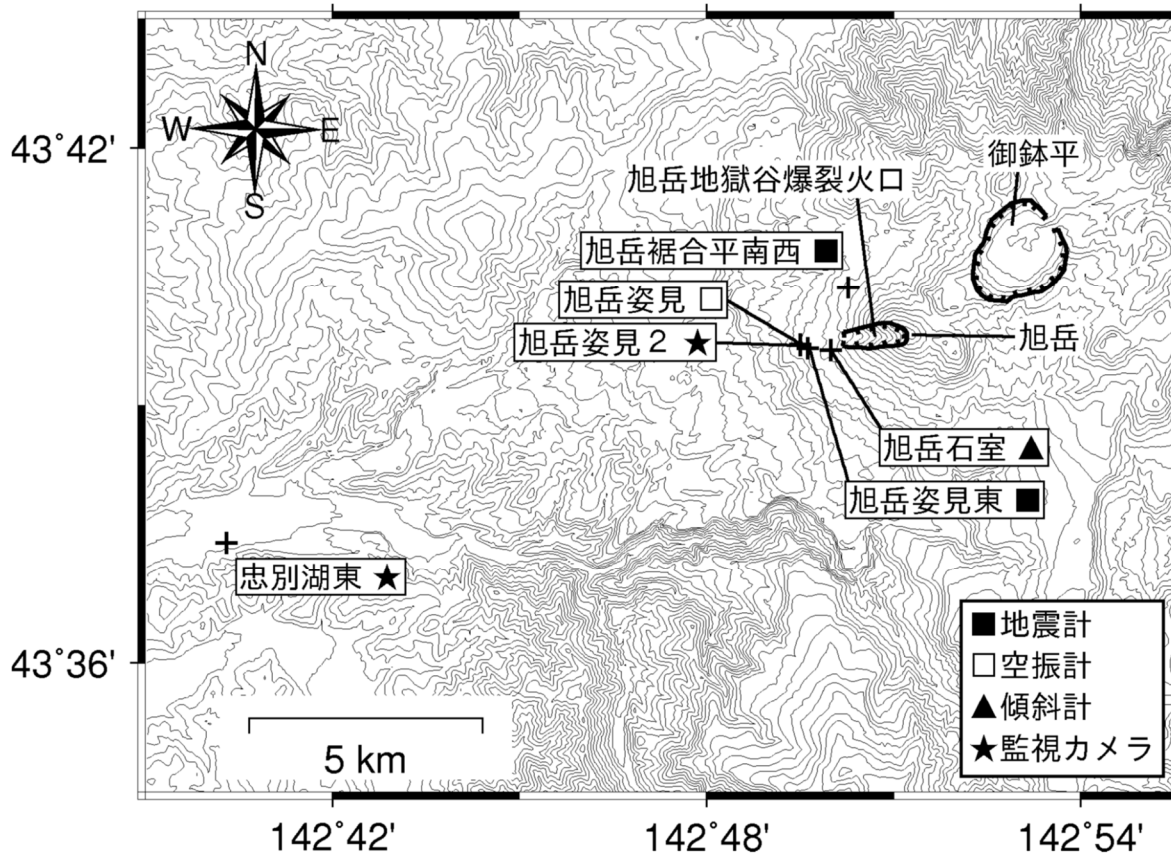 N
W
E
S
43°42'
御鉢平
旭岳地獄谷爆裂火口
旭岳裾合平南西 ■
旭岳姿見 □
旭岳姿見2 ★
旭岳
旭岳石室 ▲
旭岳姿見東 ■
忠別湖東 ★
43°36'
■地震計
□空振計
▲傾斜計
★監視カメラ
5 km
142°42'
142°48'
142°54'